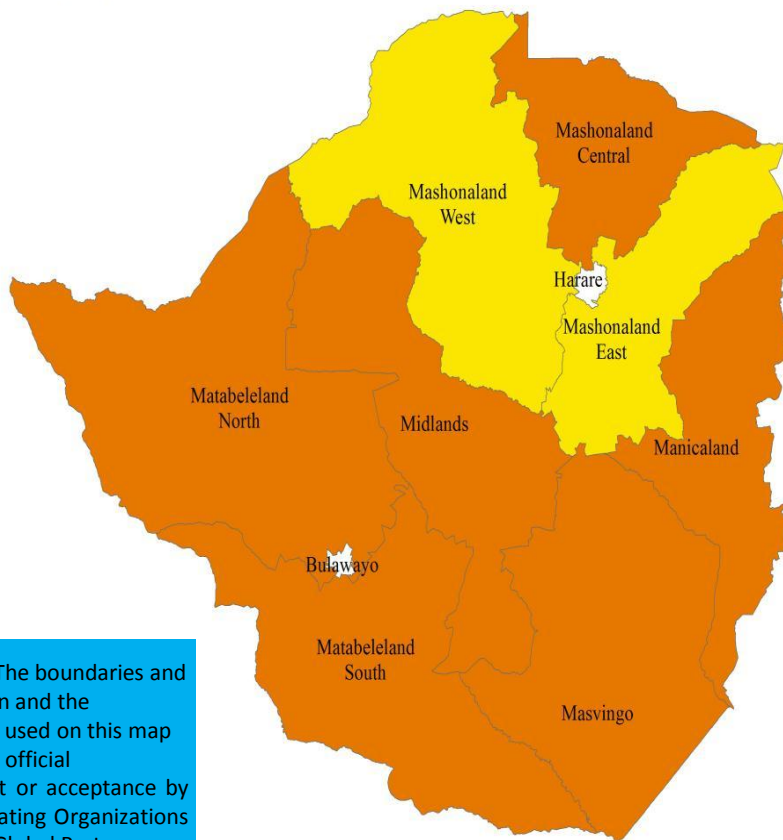 Mashonaland
Central
Mashonaland
West
Harare
Mashonaland
East
Matabeleland
North
Midlands
Manicaland
Bulawayo
Matabeleland
South
Masvingo
The boundaries and
and the
used on this map
official
or acceptance by
Organizations